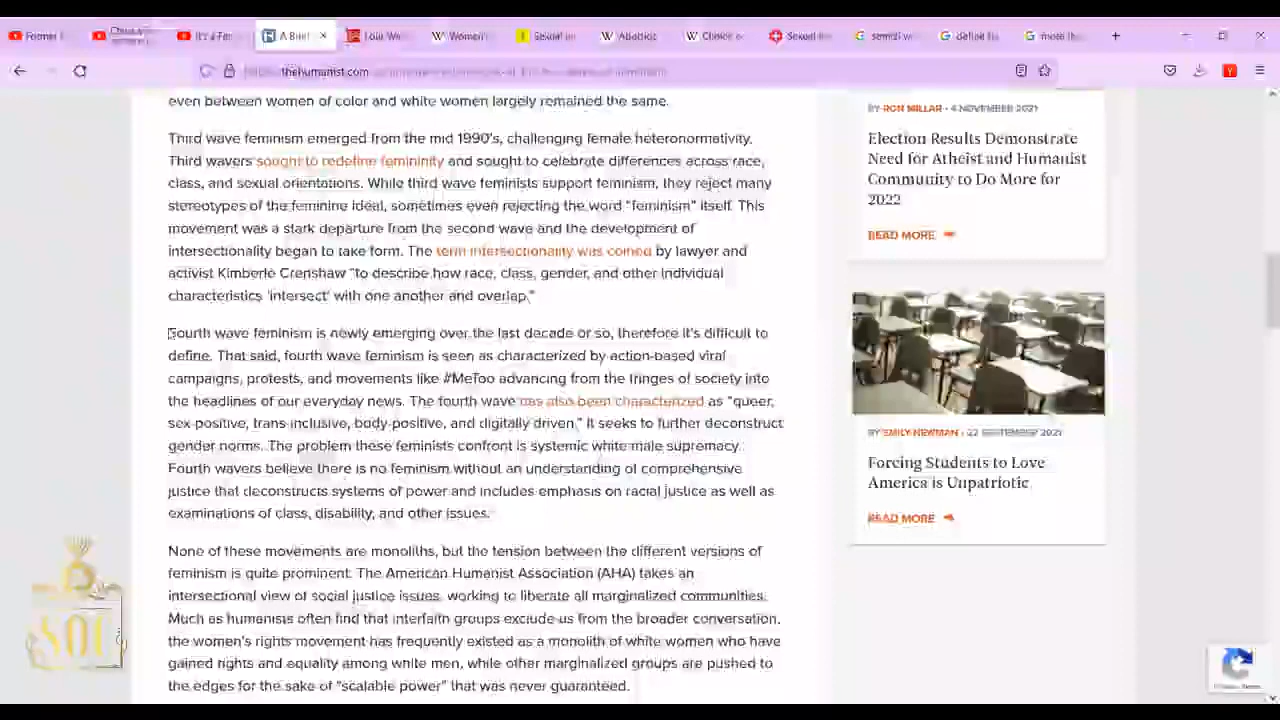 Former
It's a Fa
A Brief
Women'
Sexual
Choice
Sexual
define
more
thehumanist.com
even between women of color and white women largely remained the same.
Third wave feminism emerged from the mid 1990's, challenging female heteronormativity.
Third wavers sought to redefine femininity and sought to celebrate differences across race,
class, and sexual orientations. While third wave feminists support feminism, they reject many
stereotypes of the feminine ideal, sometimes even rejecting the word "feminism" itself. This
movement was a stark departure from the second wave and the development of
intersectionality began to take form. The term intersectionality was coined by lawyer and
activist Kimberle Crenshaw "to describe how race, class, gender, and other individual
characteristics 'intersect' with one another and overlap."
Fourth wave feminism is newly emerging over the last decade or so, therefore it's difficult to
define. That said, fourth wave feminism is seen as characterized by action-based viral
campaigns, protests, and movements like #MeToo advancing from the fringes of society into
the headlines of our everyday news. The fourth wave has also been characterized as "queer,
sex-positive, trans-inclusive, body-positive, and digitally driven." It seeks to further deconstruct
gender norms. The problem these feminists confront is systemic white male supremacy.
Fourth wavers believe there is no feminism without an understanding of comprehensive
justice that deconstructs systems of power and includes emphasis on racial justice as well as
examinations of class, disability, and other issues.
None of these movements are monoliths, but the tension between the different versions of
feminism is quite prominent. The American Humanist Association (AHA) takes an
intersectional view of social justice issues, working to liberate all marginalized communities.
Much as humanists often find that interfaith groups exclude us from the broader conversation,
the women's rights movement has frequently existed as a monolith of white women who have
gained rights and equality among white men, while other marginalized groups are pushed to
the edges for the sake of "scalable power" that was never guaranteed.
BY RON MILLAR • 4 NOVEMBER 2021
Election Results Demonstrate
Need for Atheist and Humanist
Community to Do More for
2022
READ MORE
BY EMILY NEWMAN • 22 SEPTEMBER 2021
Forcing Students to Love
America is Unpatriotic
READ MORE